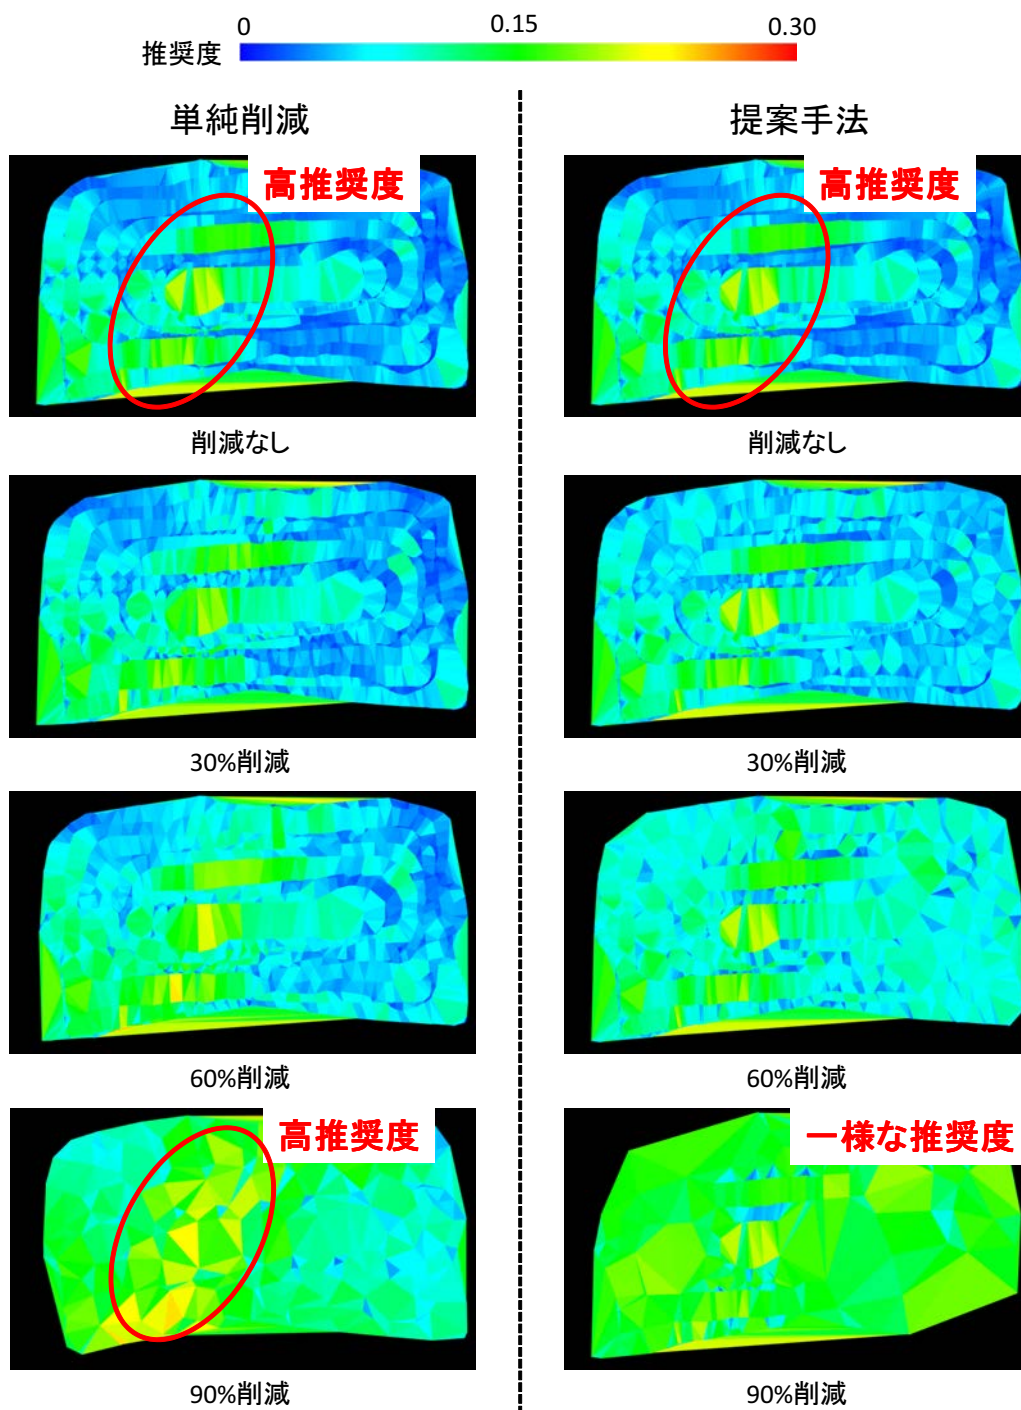 0 0.15 0.30
推奨度
単純削減 提案手法
高推奨度 高推奨度
削減なし 削減なし
30%削減 30%削減
60%削減 60%削減
高推奨度 一様な推奨度
90%削減 90%削減